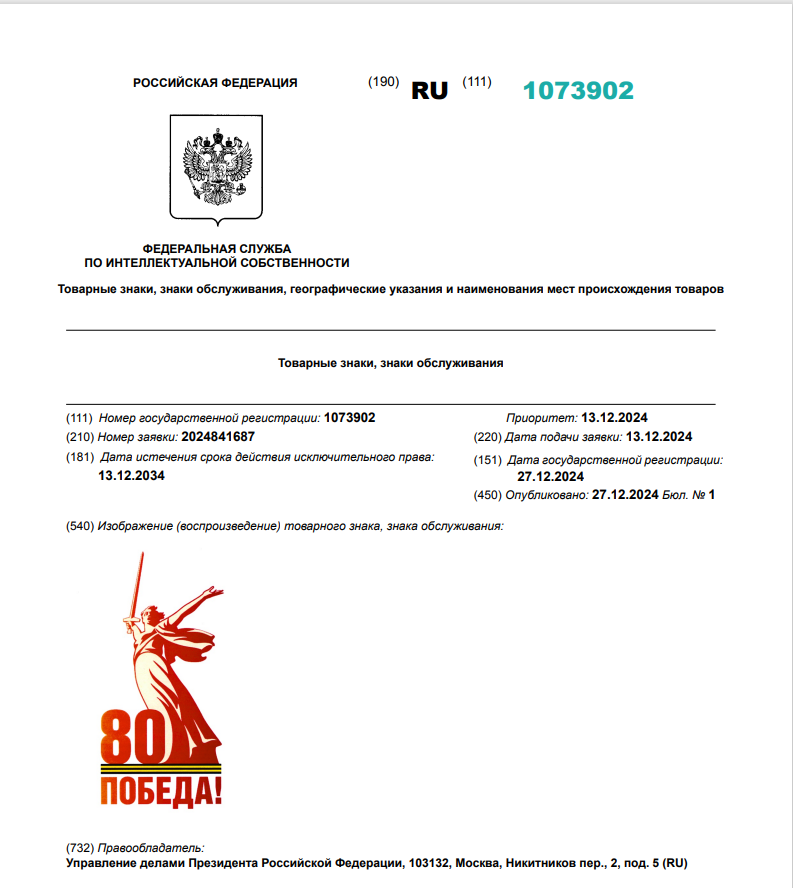 РОССИЙСКАЯ ФЕДЕРАЦИЯ
(190) RU (111) 1073902
ФЕДЕРАЛЬНАЯ СЛУЖБА
ПО ИНТЕЛЛЕКТУАЛЬНОЙ СОБСТВЕННОСТИ
Товарные знаки, знаки обслуживания, географические указания и наименования мест происхождения товаров
Товарные знаки, знаки обслуживания
(111) Номер государственной регистрации: 1073902
Приоритет: 13.12.2024
(210) Номер заявки: 2024841687
(220) Дата подачи заявки: 13.12.2024
(181) Дата истечения срока действия исключительного права:
13.12.2034
(151) Дата государственной регистрации:
27.12.2024
(450) Опубликовано: 27.12.2024 Бюл. № 1
(540) Изображение (воспроизведение) товарного знака, знака обслуживания:
80
ПОБЕДА!
(732) Правообладатель:
Управление делами Президента Российской Федерации, 103132, Москва, Никитников пер., 2, под. 5 (RU)